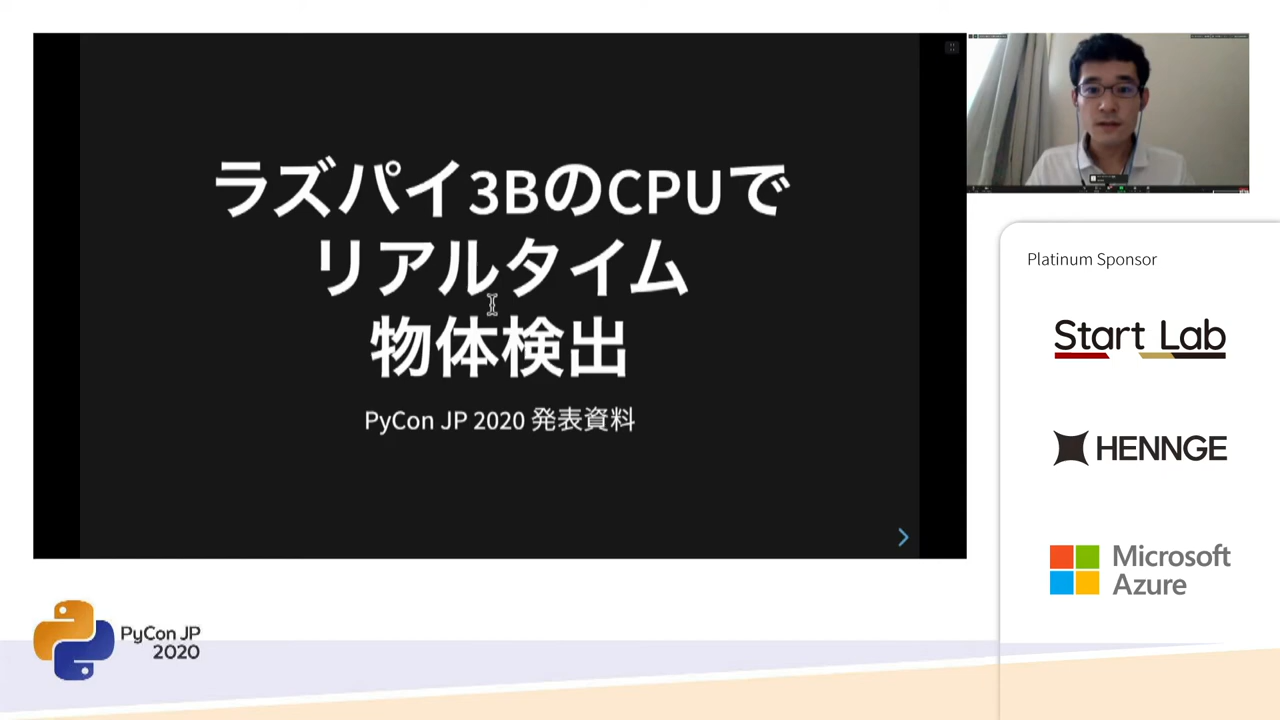 ラズパイ3BのCPUで
リアルタイム
物体検出
PyCon JP 2020 発表資料
Platinum Sponsor
Start Lab
HENNGE
Microsoft
Azure
PyCon JP
2020